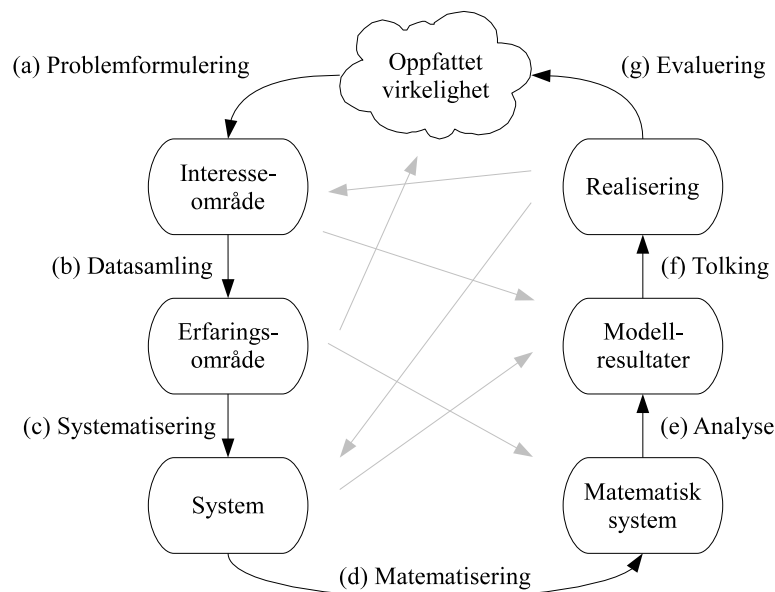 (a) Problemformulering
Oppfattet
virkelighet
(g) Evaluering
Interesse-
område
Realisering
(b) Datasamling
(f) Tolking
Erfarings-
område
Modell-
resultater
(c) Systematisering
(e) Analyse
System
Matematisk
system
(d) Matematisering